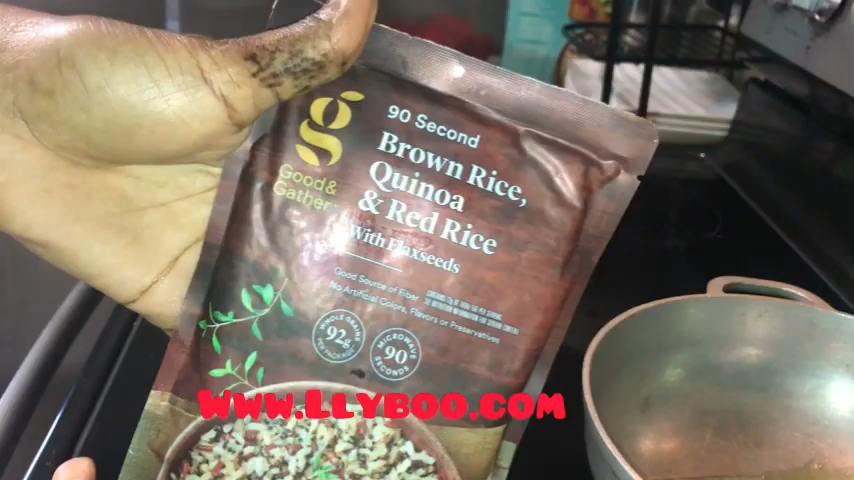 90 Second
Brown Rice,
Quinoa
& Red Rice
With Flaxseeds
g
Good&
Gather
Good Source of Fiber
No Artificial Colors, Flavors or Preservatives
WHOLE GRAINS
92g
PER PACKAGE
MICROWAVE
90
SECONDS
www.Llyboo.com